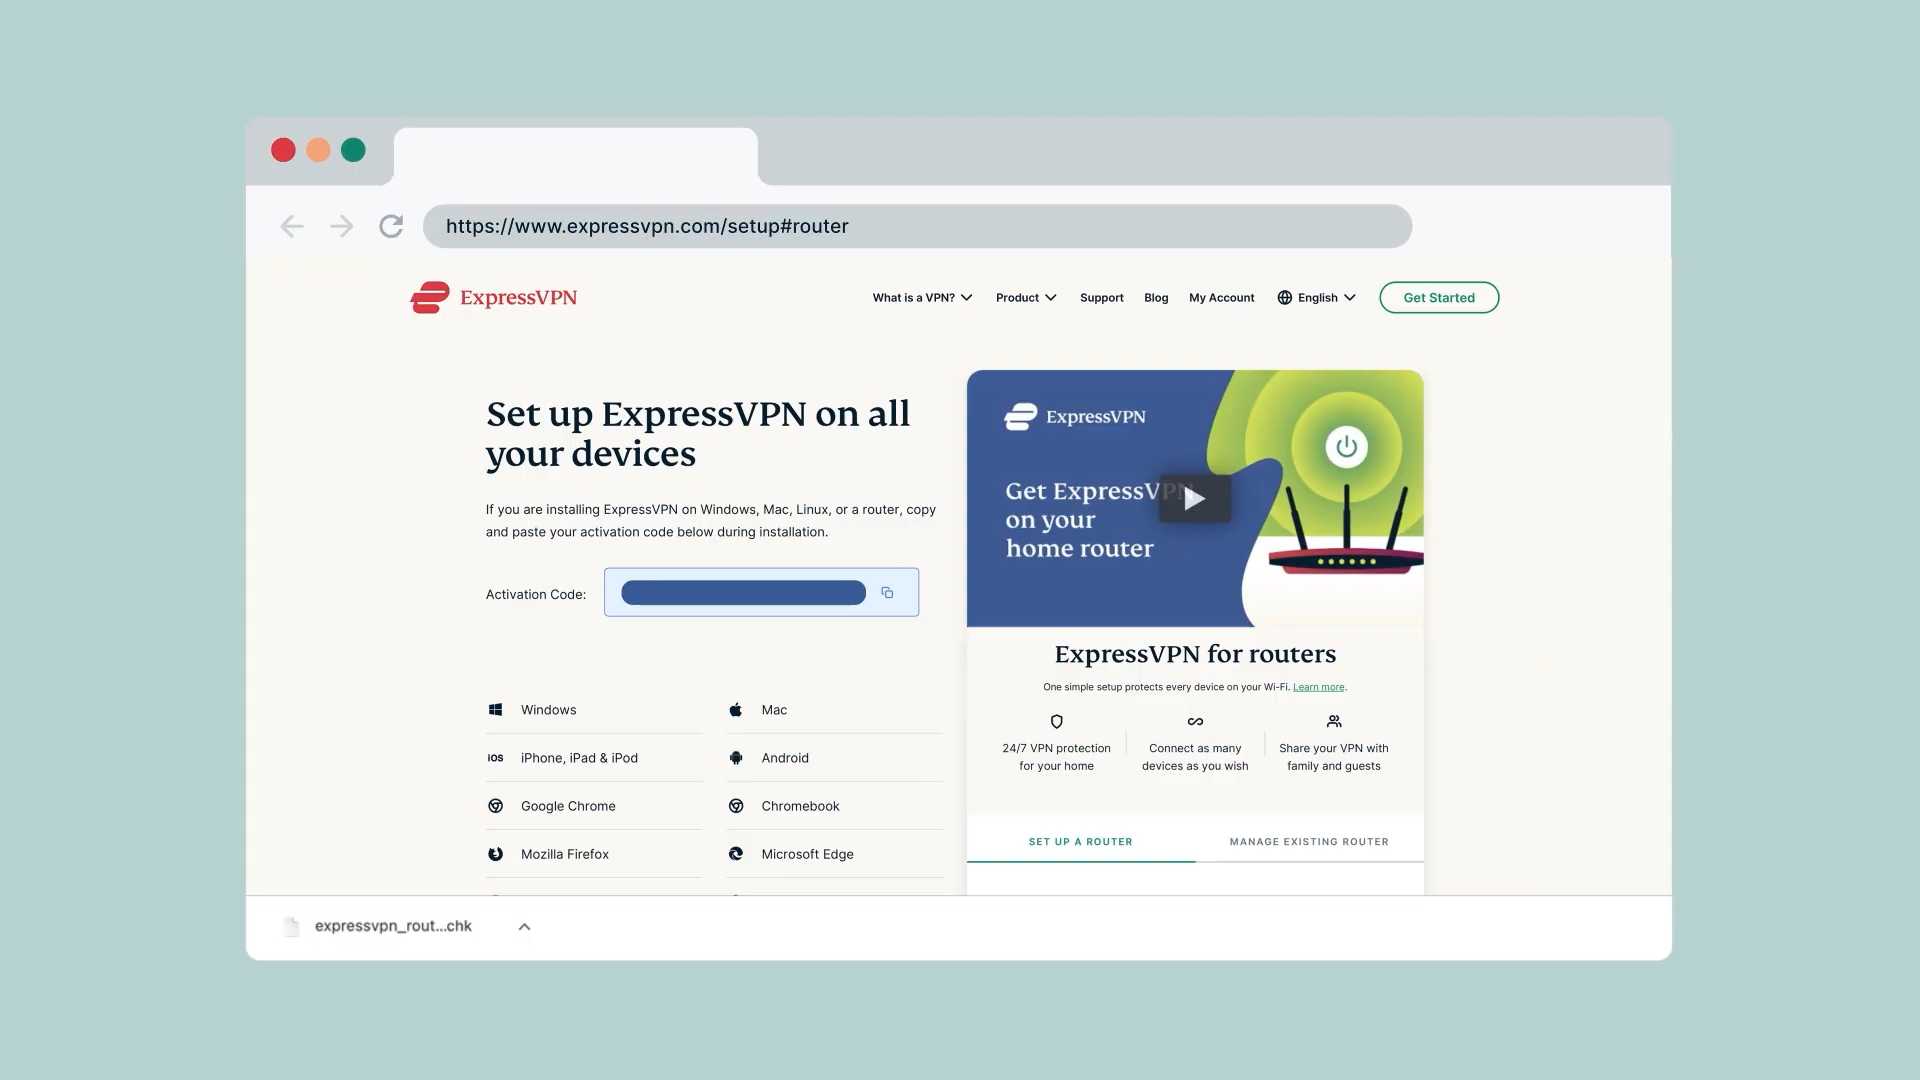 https://www.expressvpn.com/setup#router
ExpressVPN
What is a VPN?
Product
Support
Blog
My Account
English
Get Started
Set up ExpressVPN on all
your devices
If you are installing ExpressVPN on Windows, Mac, Linux, or a router, copy
and paste your activation code below during installation.
Activation Code:
Windows
Mac
iOS
iPhone, iPad & iPod
Android
Google Chrome
Chromebook
Mozilla Firefox
Microsoft Edge
ExpressVPN
Get ExpressVPN
on your
home router
ExpressVPN for routers
One simple setup protects every device on your Wi-Fi. Learn more.
24/7 VPN protection
for your home
Connect as many
devices as you wish
Share your VPN with
family and guests
SET UP A ROUTER
MANAGE EXISTING ROUTER
expressvpn_rout...chk